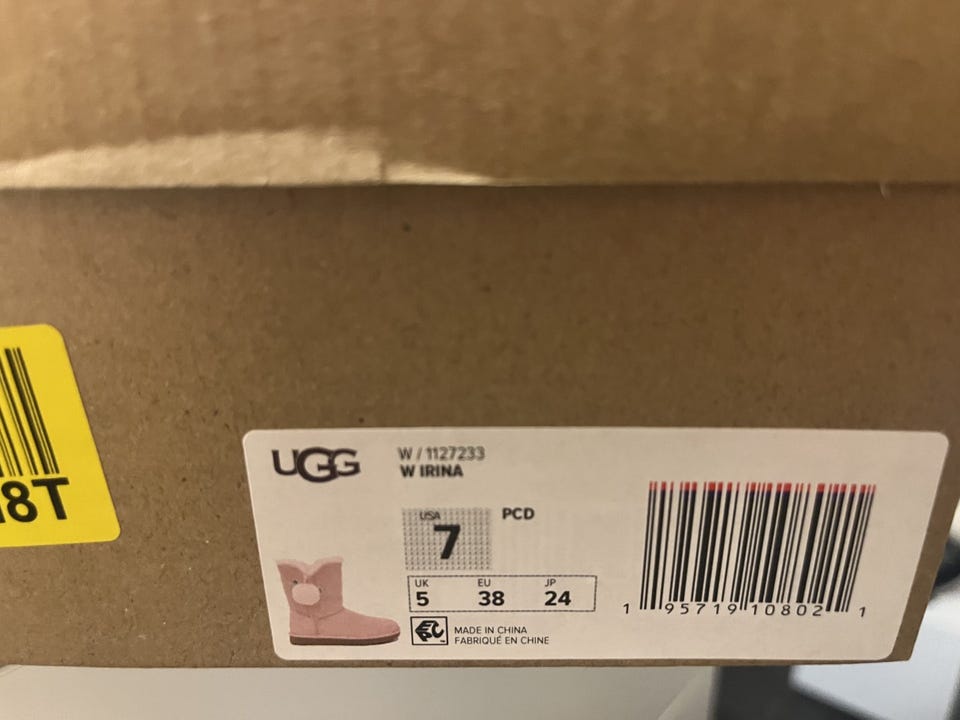 UGG
W / 1127233
W IRINA
USA
7
PCD
UK EU JP
5 38 24
MADE IN CHINA
FABRIQUÉ EN CHINE
1 95719 10802 1
8T